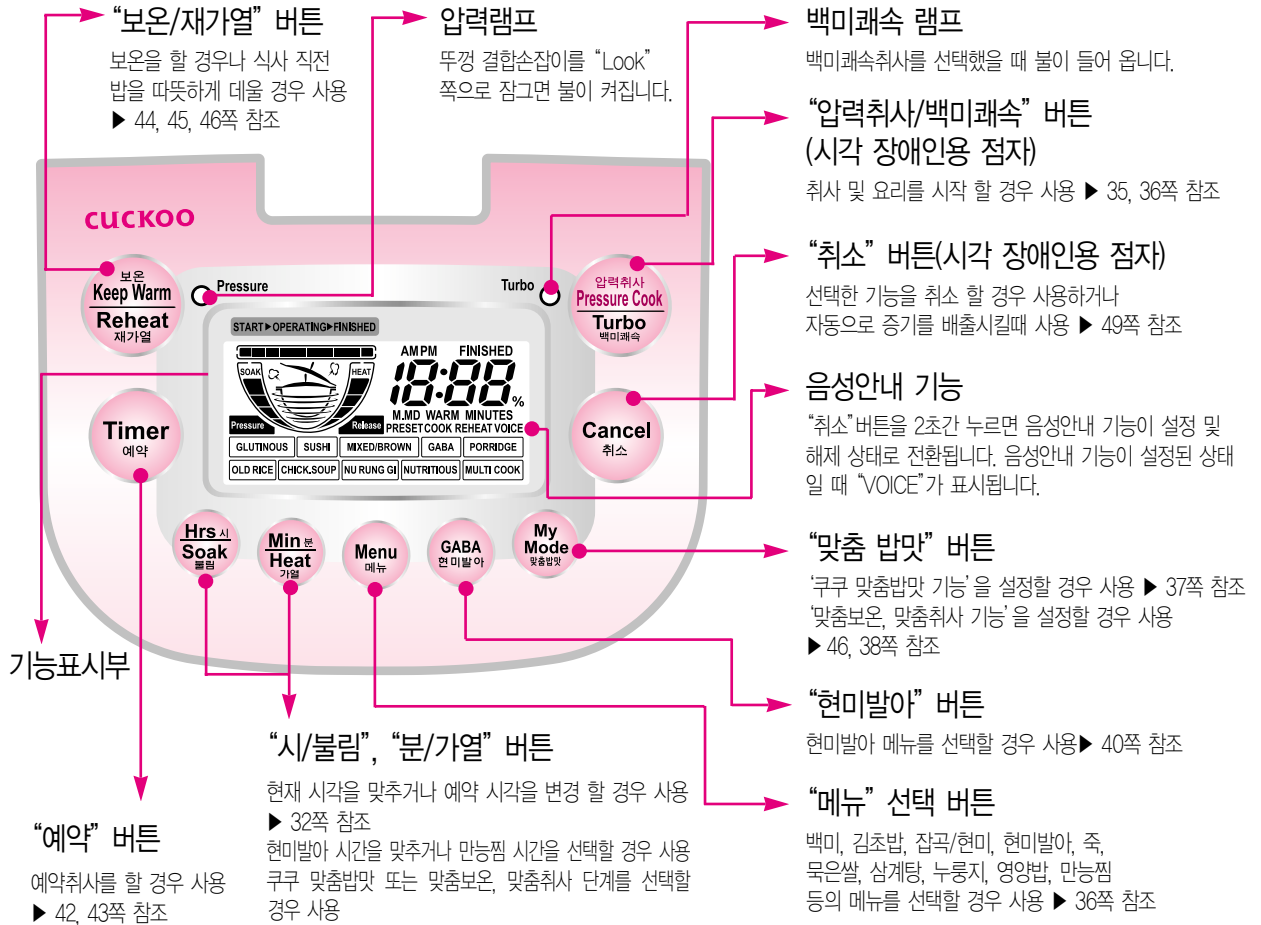 “보온/재가열” 버튼
보온을 할 경우나 식사 직전
밥을 따뜻하게 데울 경우 사용
▶ 44, 45, 46쪽 참조
압력램프
뚜껑 결합손잡이를 “Look”
쪽으로 잠그면 불이 켜집니다.
백미쾌속 램프
백미쾌속취사를 선택했을 때 불이 들어 옵니다.
“압력취사/백미쾌속” 버튼
(시각 장애인용 점자)
취사 및 요리를 시작 할 경우 사용 ▶ 35, 36쪽 참조
“취소” 버튼(시각 장애인용 점자)
선택한 기능을 취소 할 경우 사용하거나
자동으로 증기를 배출시킬때 사용 ▶ 49쪽 참조
음성안내 기능
“취소”버튼을 2초간 누르면 음성안내 기능이 설정 및
해제 상태로 전환됩니다. 음성안내 기능이 설정된 상태
일 때 “VOICE”가 표시됩니다.
“맞춤 밥맛” 버튼
‘쿠쿠 맞춤밥맛 기능’을 설정할 경우 사용 ▶ 37쪽 참조
‘맞춤보온, 맞춤취사 기능’을 설정할 경우 사용
▶ 46, 38쪽 참조
“현미발아” 버튼
현미발아 메뉴를 선택할 경우 사용▶ 40쪽 참조
“메뉴” 선택 버튼
백미, 김초밥, 잡곡/현미, 현미발아, 죽,
묵은쌀, 삼계탕, 누룽지, 영양밥, 만능찜
등의 메뉴를 선택할 경우 사용 ▶ 36쪽 참조
CUCKOO
보온
Keep Warm
Reheat
재가열
Pressure
Turbo
압력취사
Pressure Cook
Turbo
백미쾌속
START▶OPERATING▶FINISHED
AM PM FINISHED
SOAK
HEAT
18:88%
Pressure
Release
M.MD WARM MINUTES
PRESET COOK REHEAT VOICE
GLUTINOUS SUSHI MIXED/BROWN GABA PORRIDGE
OLD RICE CHICK.SOUP NU RUNG GI NUTRITIOUS MULTI COOK
Timer
예약
Cancel
취소
Hrs 시
Soak
불림
Min 분
Heat
가열
Menu
메뉴
GABA
현미발아
My
Mode
맞춤밥맛
기능표시부
“시/불림”, “분/가열” 버튼
현재 시각을 맞추거나 예약 시각을 변경 할 경우 사용
▶ 32쪽 참조
현미발아 시간을 맞추거나 만능찜 시간을 선택할 경우 사용
쿠쿠 맞춤밥맛 또는 맞춤보온, 맞춤취사 단계를 선택할
경우 사용
“예약” 버튼
예약취사를 할 경우 사용
▶ 42, 43쪽 참조